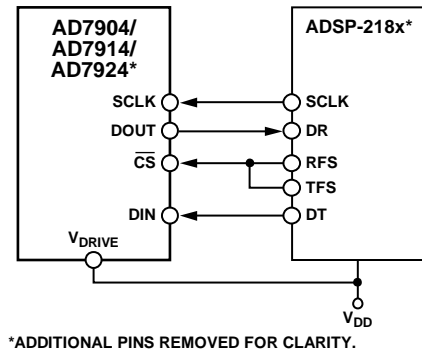 AD7904/
AD7914/
AD7924*
ADSP-218x*
SCLK
SCLK
DOUT
DR
C̅S̅
RFS
TFS
DIN
DT
VDRIVE
VDD
*ADDITIONAL PINS REMOVED FOR CLARITY.